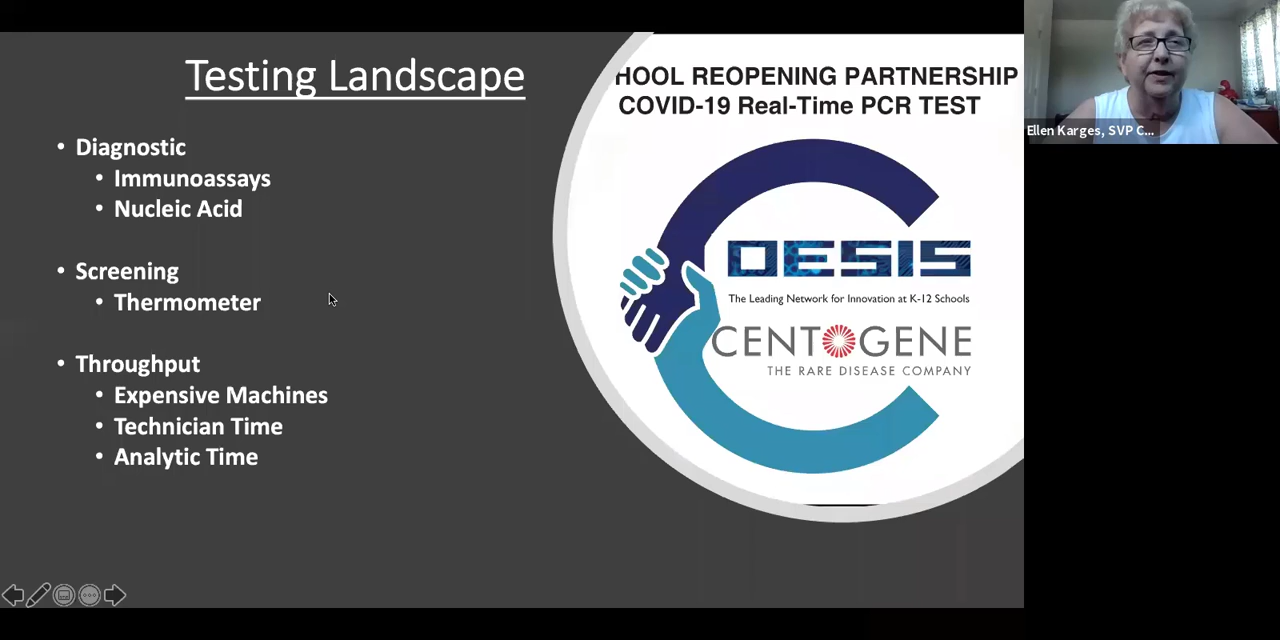 Testing Landscape
• Diagnostic
• Immunoassays
• Nucleic Acid
• Screening
• Thermometer
• Throughput
• Expensive Machines
• Technician Time
• Analytic Time
HOOL REOPENING PARTNERSHIP
COVID-19 Real-Time PCR TEST
OESIS
The Leading Network for Innovation at K-12 Schools
CENTOGENE
THE RARE DISEASE COMPANY
Ellen Karges, SVP C...